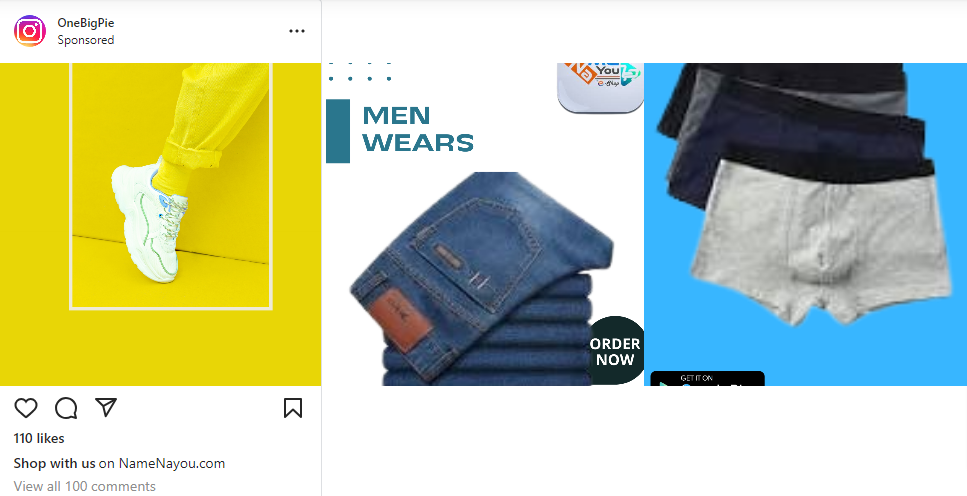 OneBigPie
Sponsored
You
MEN
WEARS
ORDER
NOW
GET IT ON
110 likes
Shop with us on NameNayou.com
View all 100 comments